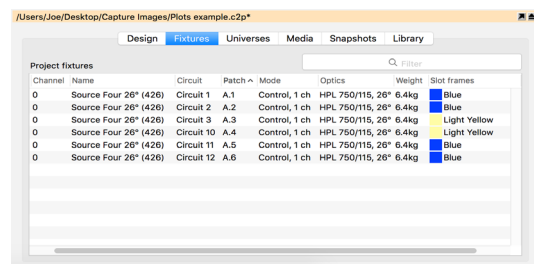 /Users/Joe/Desktop/Capture Images/Plots example.c2p*
Design Fixtures Universes Media Snapshots Library
Project fixtures Filter
Channel Name Circuit Patch Mode Optics Weight Slot frames
0 Source Four 26° (426) Circuit 1 A.1 Control, 1 ch HPL 750/115, 26° 6.4kg Blue
0 Source Four 26° (426) Circuit 2 A.2 Control, 1 ch HPL 750/115, 26° 6.4kg Blue
0 Source Four 26° (426) Circuit 3 A.3 Control, 1 ch HPL 750/115, 26° 6.4kg Light Yellow
0 Source Four 26° (426) Circuit 10 A.4 Control, 1 ch HPL 750/115, 26° 6.4kg Light Yellow
0 Source Four 26° (426) Circuit 11 A.5 Control, 1 ch HPL 750/115, 26° 6.4kg Blue
0 Source Four 26° (426) Circuit 12 A.6 Control, 1 ch HPL 750/115, 26° 6.4kg Blue